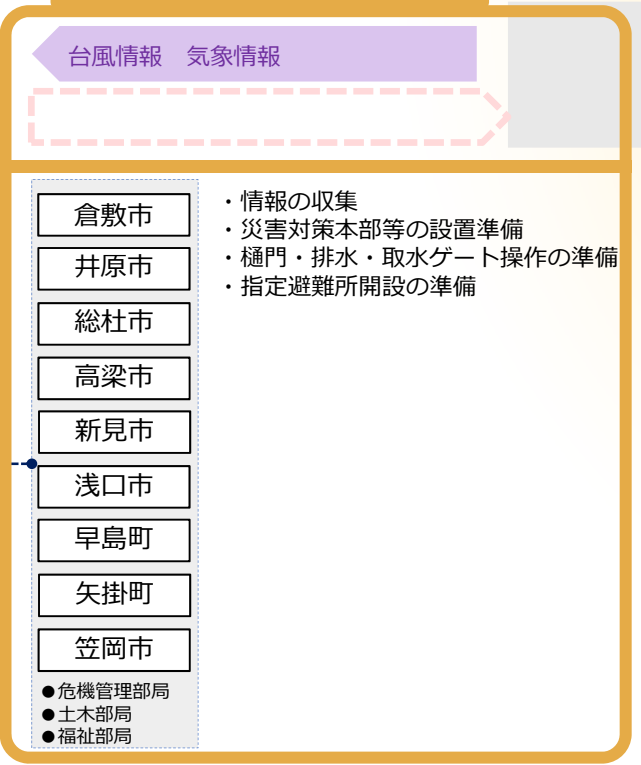 台風情報　気象情報
倉敷市
井原市
総社市
高梁市
新見市
浅口市
早島町
矢掛町
笠岡市
●危機管理部局
●土木部局
●福祉部局
・情報の収集
・災害対策本部等の設置準備
・樋門・排水・取水ゲート操作の準備
・指定避難所開設の準備